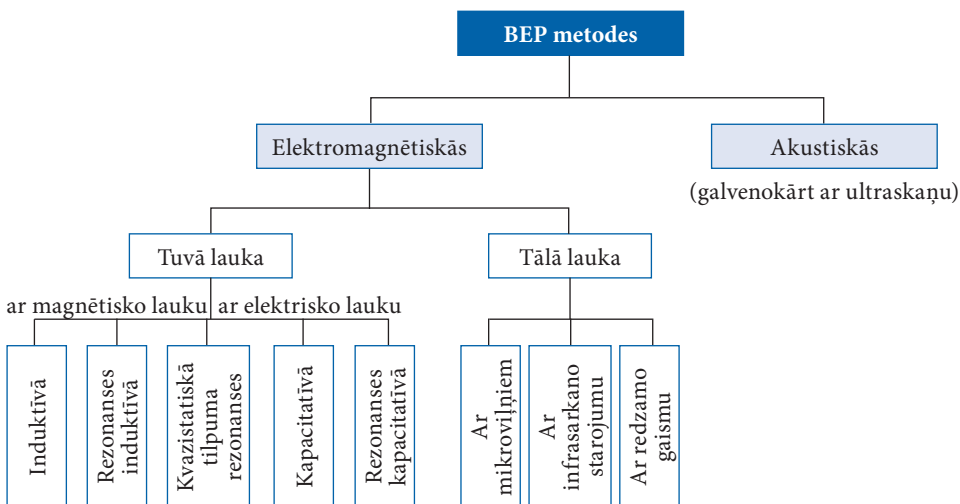 BEP metodes
Elektromagnētiskās
Akustiskās
(galvenokārt ar ultraskaņu)
Tuvā lauka
Tālā lauka
ar magnētisko lauku
ar elektrisko lauku
Induktīvā
Rezonanses
induktīvā
Kvazistatiskā
tilpuma
rezonanses
Kapacitatīvā
Rezonanses
kapacitatīvā
Ar
mikroviļņiem
Ar
infrasarkano
starojumu
Ar redzamo
gaismu